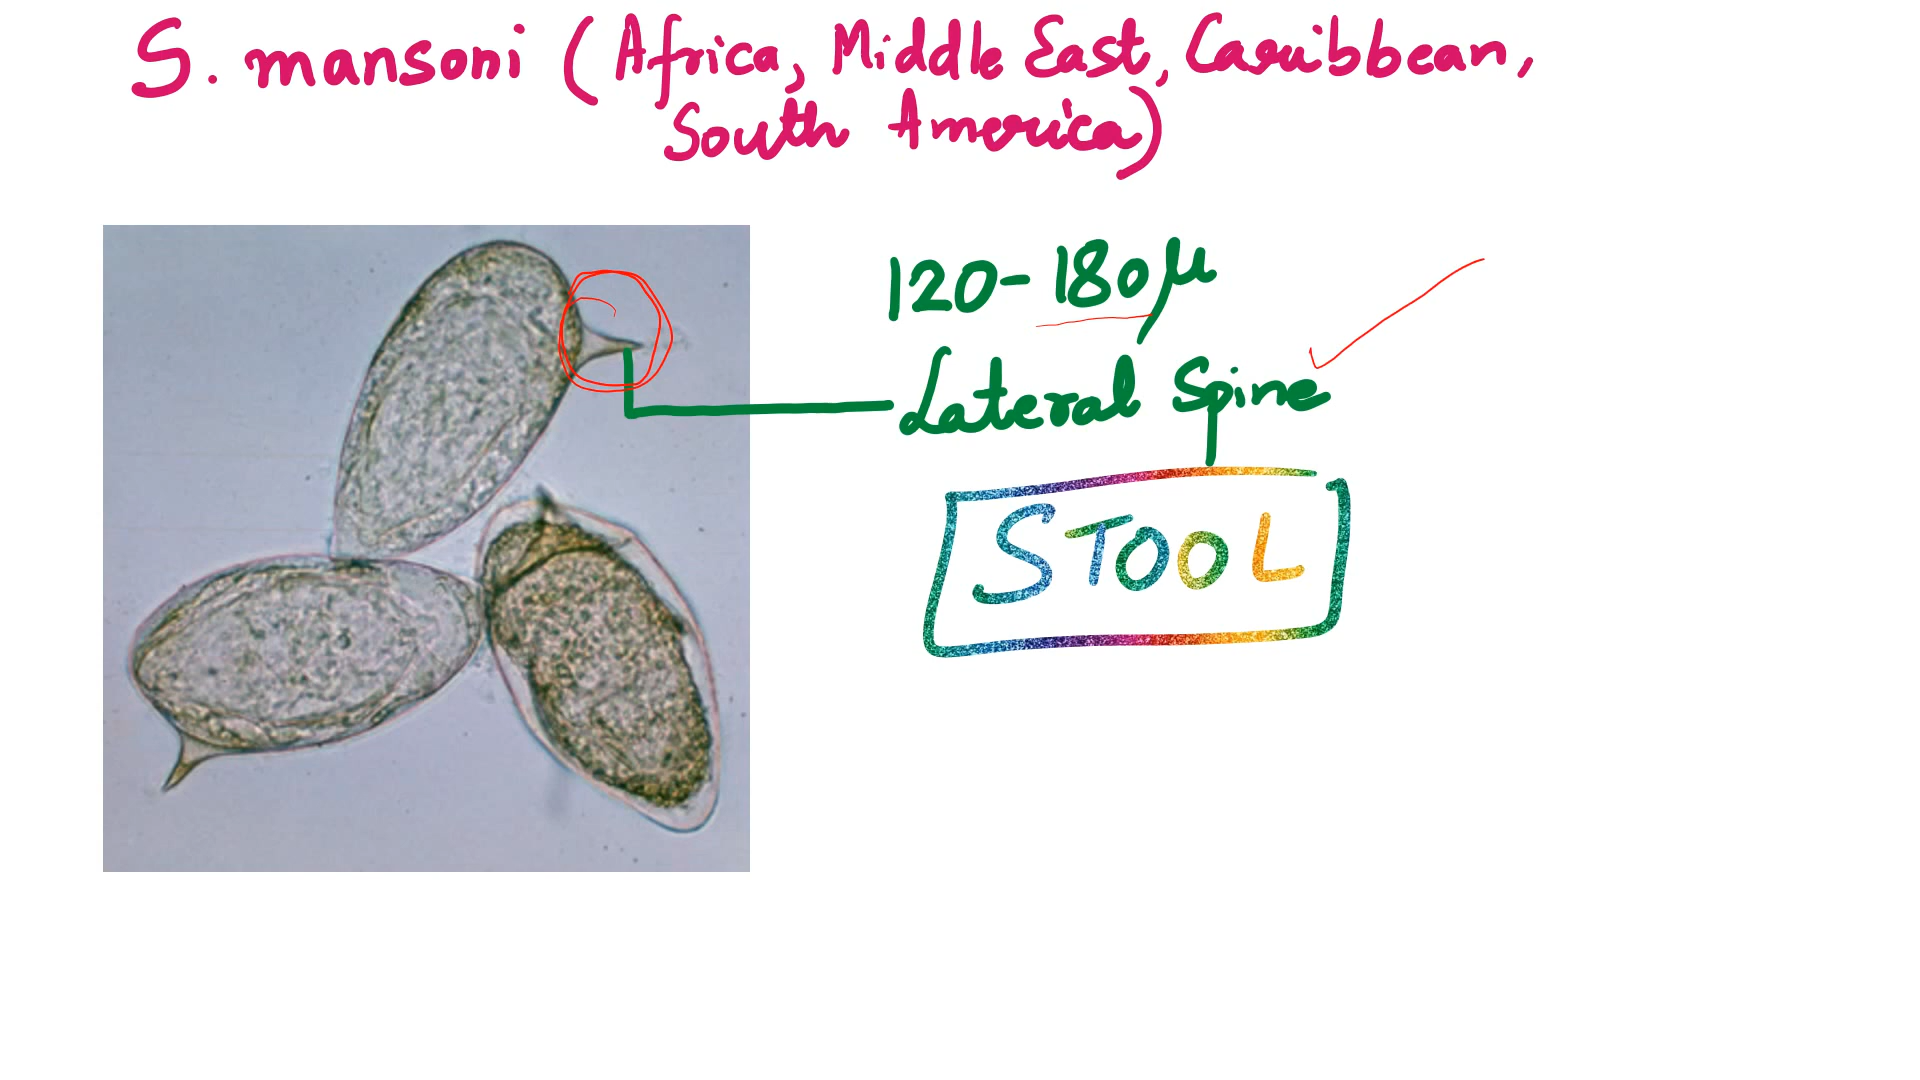 S. mansoni (Africa, Middle East, Caribbean,
South America)
120-180μ
Lateral Spine
STOOL